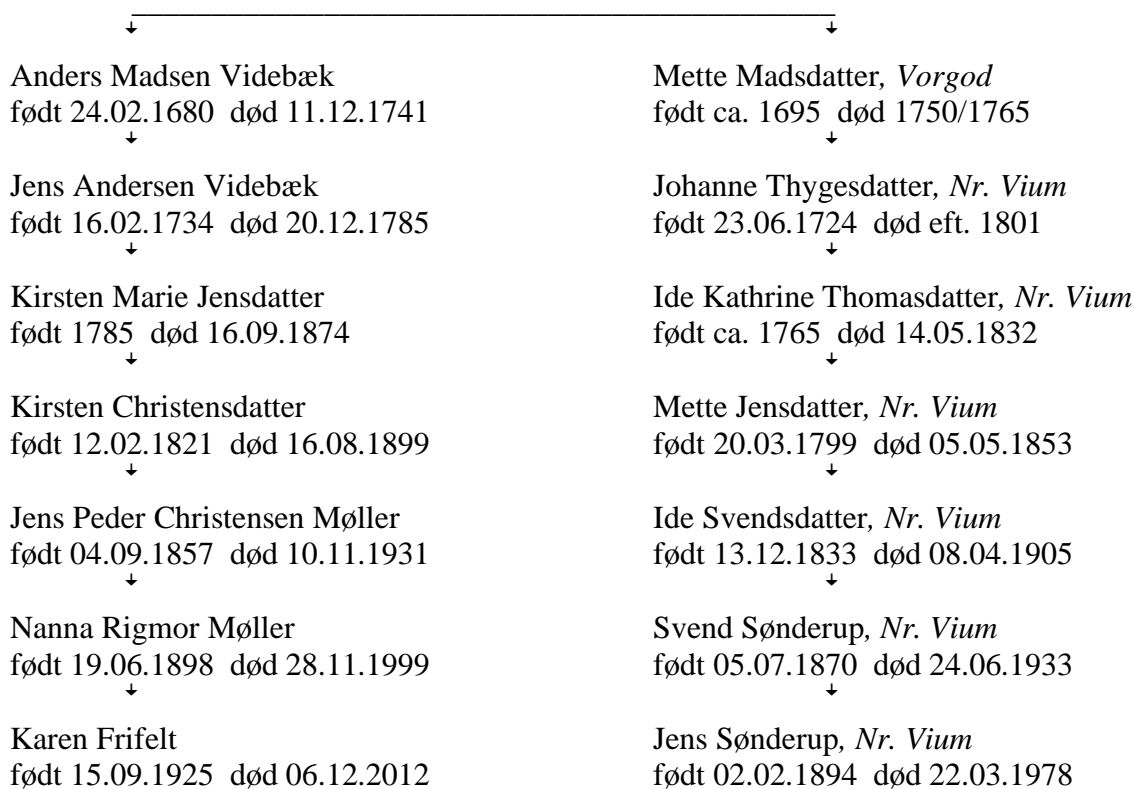 Anders Madsen Videbæk
født 24.02.1680 død 11.12.1741
Mette Madsdatter, Vorgod
født ca. 1695 død 1750/1765
Jens Andersen Videbæk
født 16.02.1734 død 20.12.1785
Johanne Thygesdatter, Nr. Vium
født 23.06.1724 død eft. 1801
Kirsten Marie Jensdatter
født 1785 død 16.09.1874
Ide Kathrine Thomasdatter, Nr. Vium
født ca. 1765 død 14.05.1832
Kirsten Christensdatter
født 12.02.1821 død 16.08.1899
Mette Jensdatter, Nr. Vium
født 20.03.1799 død 05.05.1853
Jens Peder Christensen Møller
født 04.09.1857 død 10.11.1931
Ide Svendsdatter, Nr. Vium
født 13.12.1833 død 08.04.1905
Nanna Rigmor Møller
født 19.06.1898 død 28.11.1999
Svend Sønderup, Nr. Vium
født 05.07.1870 død 24.06.1933
Karen Frifelt
født 15.09.1925 død 06.12.2012
Jens Sønderup, Nr. Vium
født 02.02.1894 død 22.03.1978